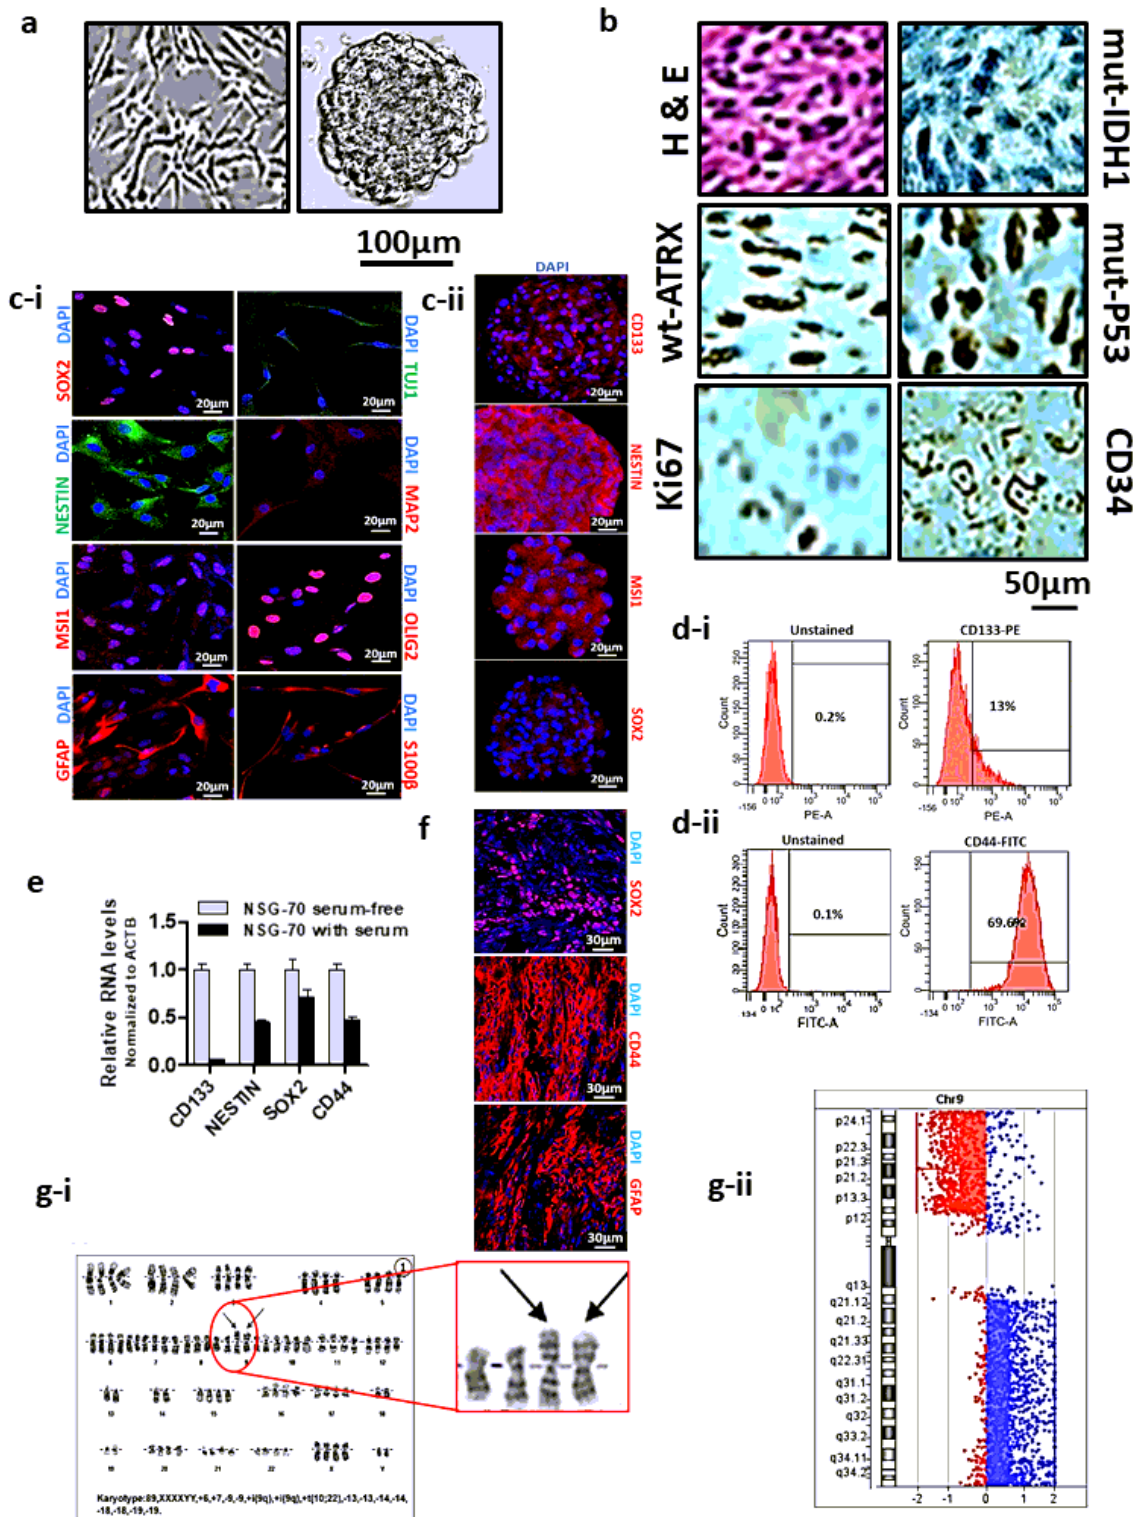 a
100µm
b
H & E
mut-IDH1
wt-ATRX
mut-P53
Ki67
CD34
50µm
c-i
SOX2 DAPI
20µm
DAPI TUJ1
20µm
NESTIN DAPI
20µm
DAPI MAP2
20µm
MSI1 DAPI
20µm
DAPI OLIG2
20µm
GFAP DAPI
20µm
DAPI S100β
20µm
c-ii
DAPI
CD133
20µm
NESTIN
20µm
MSI1
20µm
SOX2
20µm
d-i
Unstained
Count
0.2%
PE-A
CD133-PE
Count
13%
PE-A
d-ii
Unstained
Count
0.1%
FITC-A
CD44-FITC
Count
69.6%
FITC-A
e
Relative RNA levels
Normalized to ACTB
NSG-70 serum-free
NSG-70 with serum
1.5
1.0
0.5
0.0
CD133
NESTIN
SOX2
CD44
f
DAPI SOX2
30µm
DAPI CD44
30µm
DAPI GFAP
30µm
g-i
1
Karyotype:89,XXXXYY,+6,+7,-9,-9,+i(9q),+i(9q),+t(10;22),-13,-13,-14,-14,
-18,-18,-19,-19.
g-ii
Chr9
p24.1
p22.3
p21.3
p21.2
p13.3
p12
q13
q21.12
q21.2
q21.33
q22.31
q31.1
q31.2
q32
q33.2
q34.11
q34.2
-2 -1 0 1 2